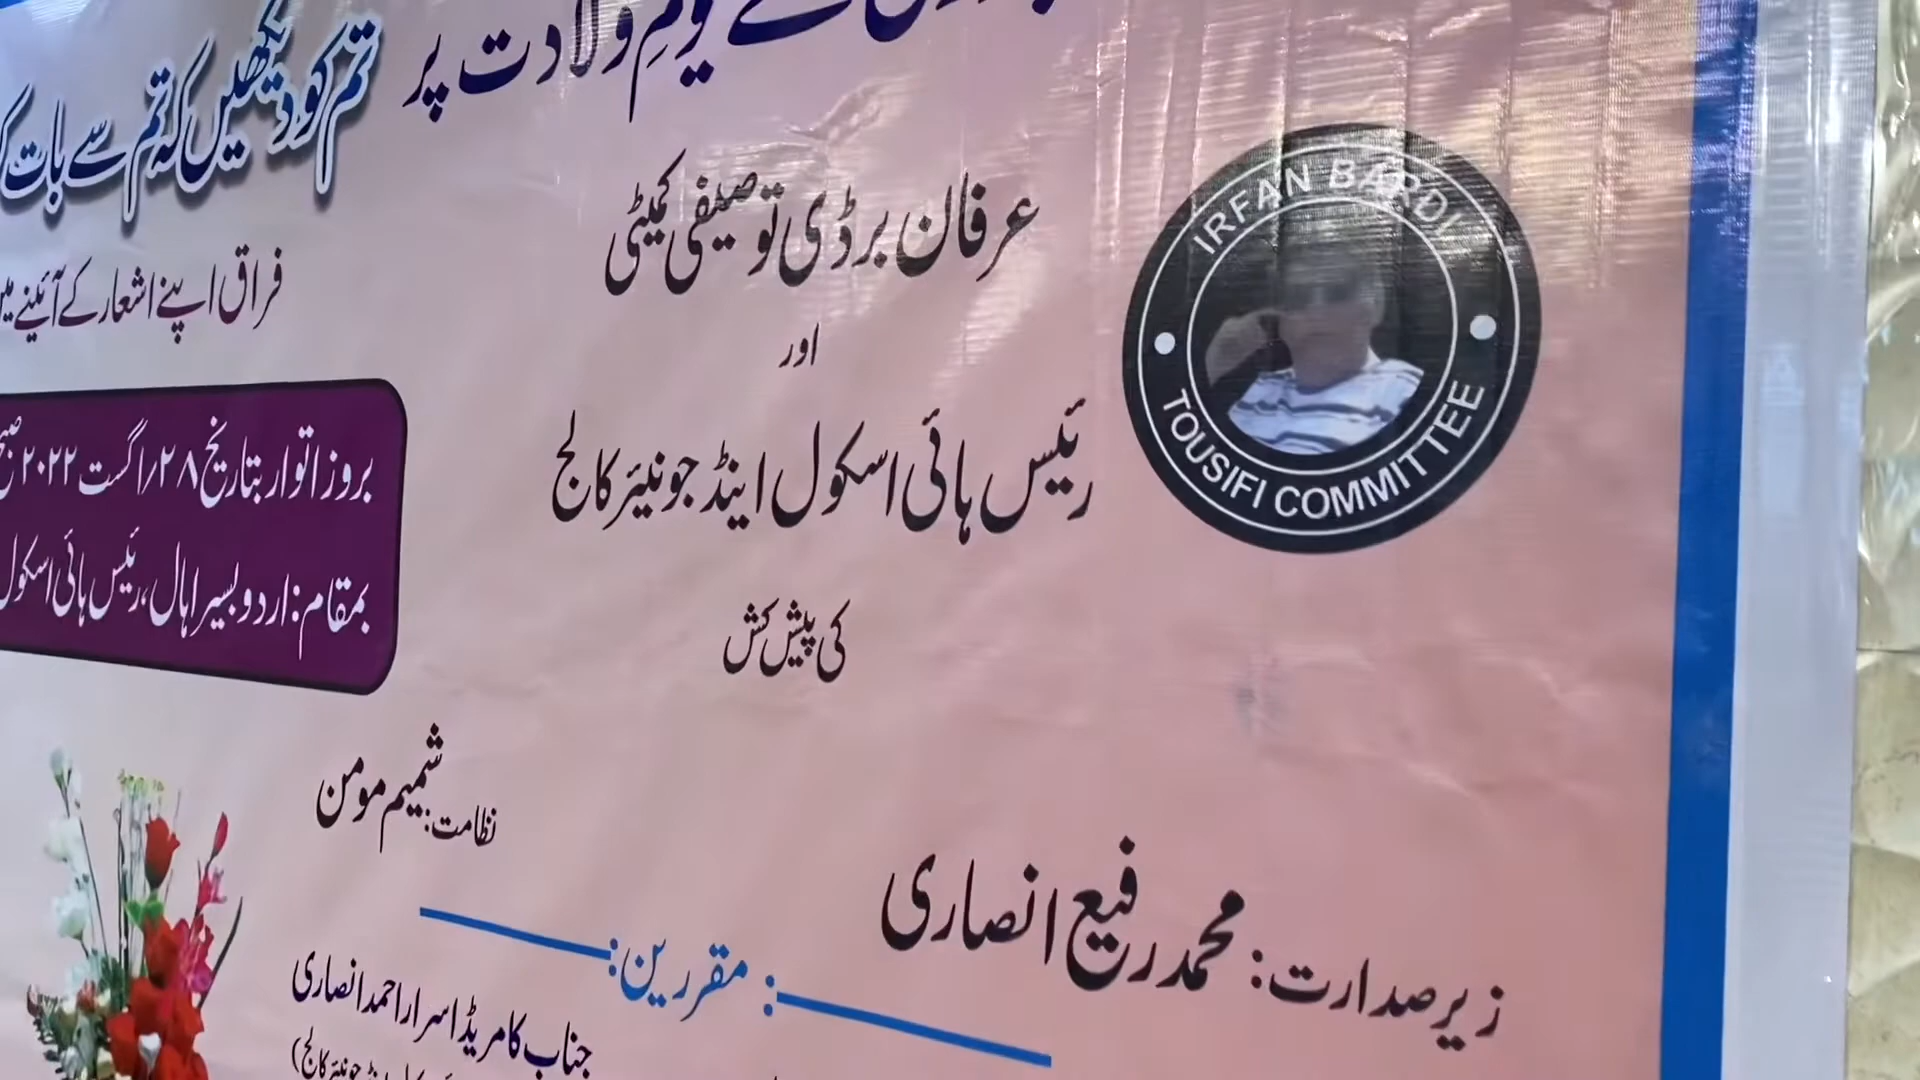 کے یومِ ولادت پر
تم کو دیکھیں کہ تم سے بات
عرفان برڈی توصیفی کمیٹی
IRFAN BARDI
TOUSIFI COMMITTEE
فراق اپنے اشعار کے آئینے میں
اور
رئیس ہائی اسکول اینڈ جونیئر کالج
بروز اتوار بتاریخ ۲۸؍اگست ۲۰۲۲
بمقام: اردو بسیرا ہال، رئیس ہائی اسکول
کی پیش کش
نظامت: شمیم مومن
زیر صدارت: محمد رفیع انصاری
: مقررین:
جناب کامریڈ اسرار احمد انصاری
جونیئر کالج)